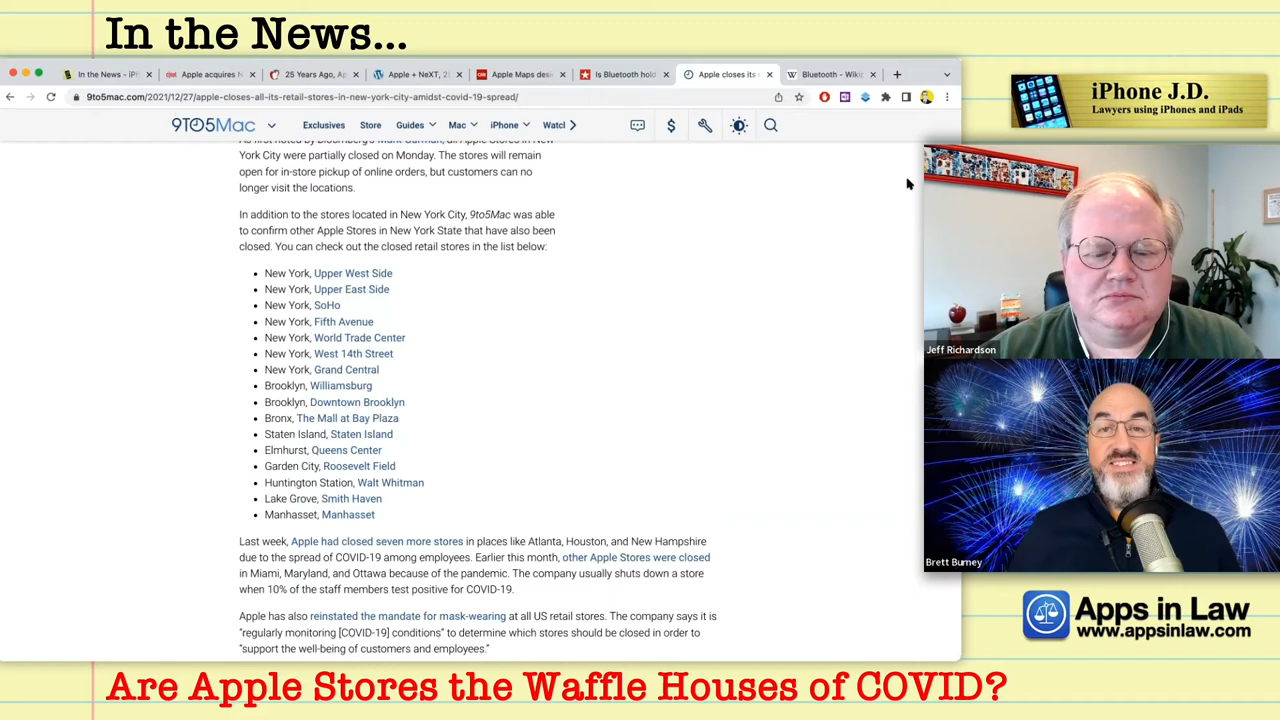 In the News...
In the News - iP
Apple acquires N
25 Years Ago, Ap
Apple + NeXT, 2
Apple Maps desi
Is Bluetooth hold
Apple closes its
Bluetooth - Wiki
9to5mac.com/2021/12/27/apple-closes-all-its-retail-stores-in-new-york-city-amidst-covid-19-spread/
9TO5Mac
Exclusives
Store
Guides
Mac
iPhone
Watcl
York City were partially closed on Monday. The stores will remain
open for in-store pickup of online orders, but customers can no
longer visit the locations.
In addition to the stores located in New York City, 9to5Mac was able
to confirm other Apple Stores in New York State that have also been
closed. You can check out the closed retail stores in the list below:
New York, Upper West Side
New York, Upper East Side
New York, SoHo
New York, Fifth Avenue
New York, World Trade Center
New York, West 14th Street
New York, Grand Central
Brooklyn, Williamsburg
Brooklyn, Downtown Brooklyn
Bronx, The Mall at Bay Plaza
Staten Island, Staten Island
Elmhurst, Queens Center
Garden City, Roosevelt Field
Huntington Station, Walt Whitman
Lake Grove, Smith Haven
Manhasset, Manhasset
Last week, Apple had closed seven more stores in places like Atlanta, Houston, and New Hampshire
due to the spread of COVID-19 among employees. Earlier this month, other Apple Stores were closed
in Miami, Maryland, and Ottawa because of the pandemic. The company usually shuts down a store
when 10% of the staff members test positive for COVID-19.
Apple has also reinstated the mandate for mask-wearing at all US retail stores. The company says it is
"regularly monitoring [COVID-19] conditions" to determine which stores should be closed in order to
"support the well-being of customers and employees."
iPhone J.D.
Lawyers using iPhones and iPads
Jeff Richardson
Brett Burney
Apps in Law
www.appsinlaw.com
Are Apple Stores the Waffle Houses of COVID?